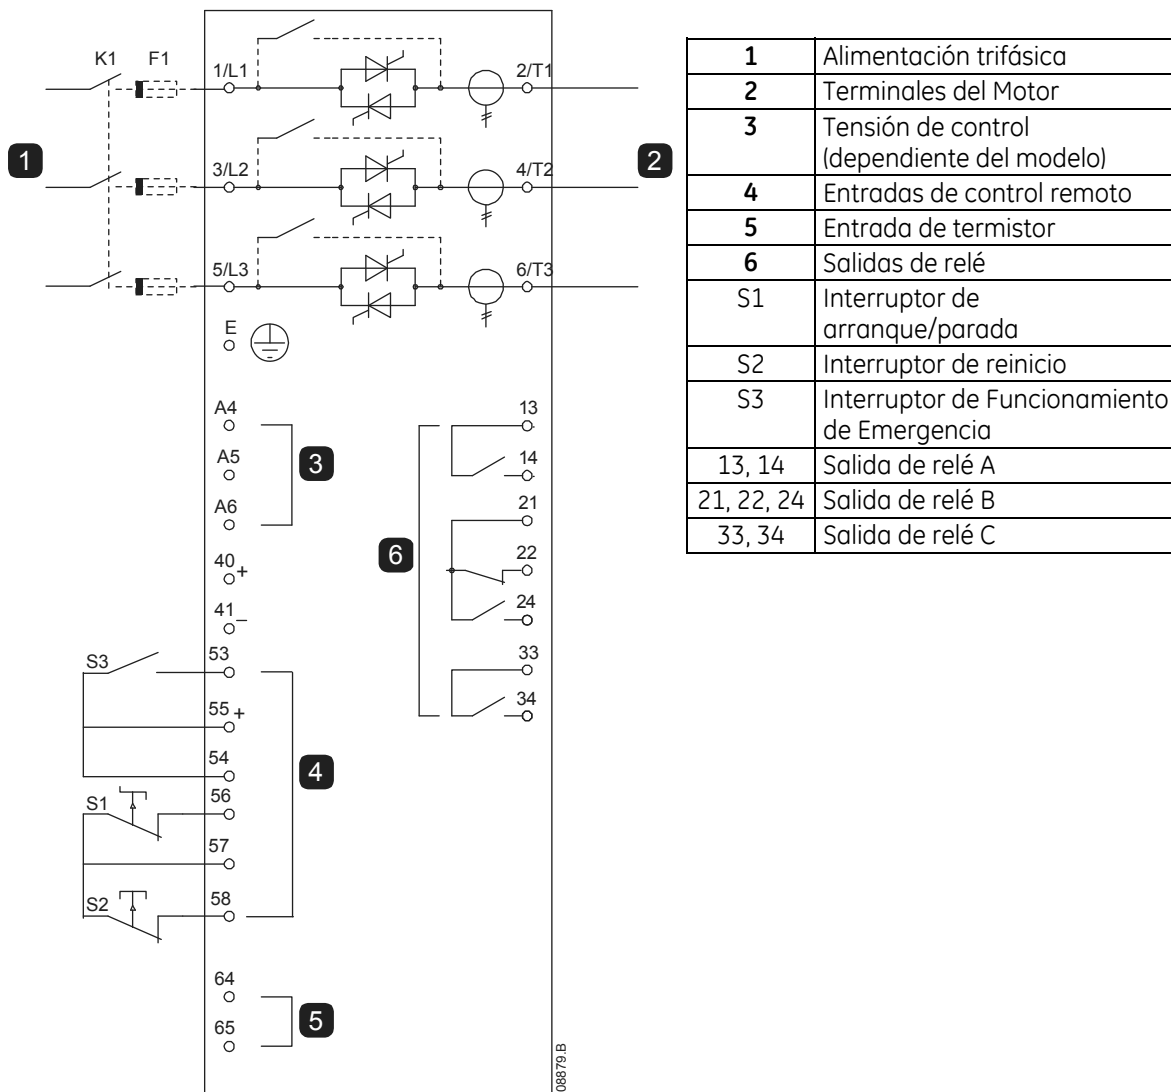 K1 F1
1/L1
2/T1
1
3/L2
4/T2
2
5/L3
6/T3
E
A4
A5
A6
3
40
+
41
–
S3
53
55
+
54
4
S1
56
57
S2
58
64
65
5
13
14
21
22
24
6
33
34
08879.B
1 Alimentación trifásica
2 Terminales del Motor
3 Tensión de control
(dependiente del modelo)
4 Entradas de control remoto
5 Entrada de termistor
6 Salidas de relé
S1 Interruptor de
arranque/parada
S2 Interruptor de reinicio
S3 Interruptor de Funcionamiento
de Emergencia
13, 14 Salida de relé A
21, 22, 24 Salida de relé B
33, 34 Salida de relé C